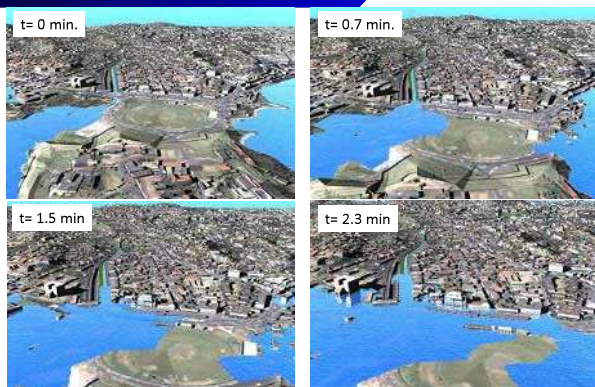 t= 0 min.
t= 0.7 min.
t= 1.5 min
t= 2.3 min